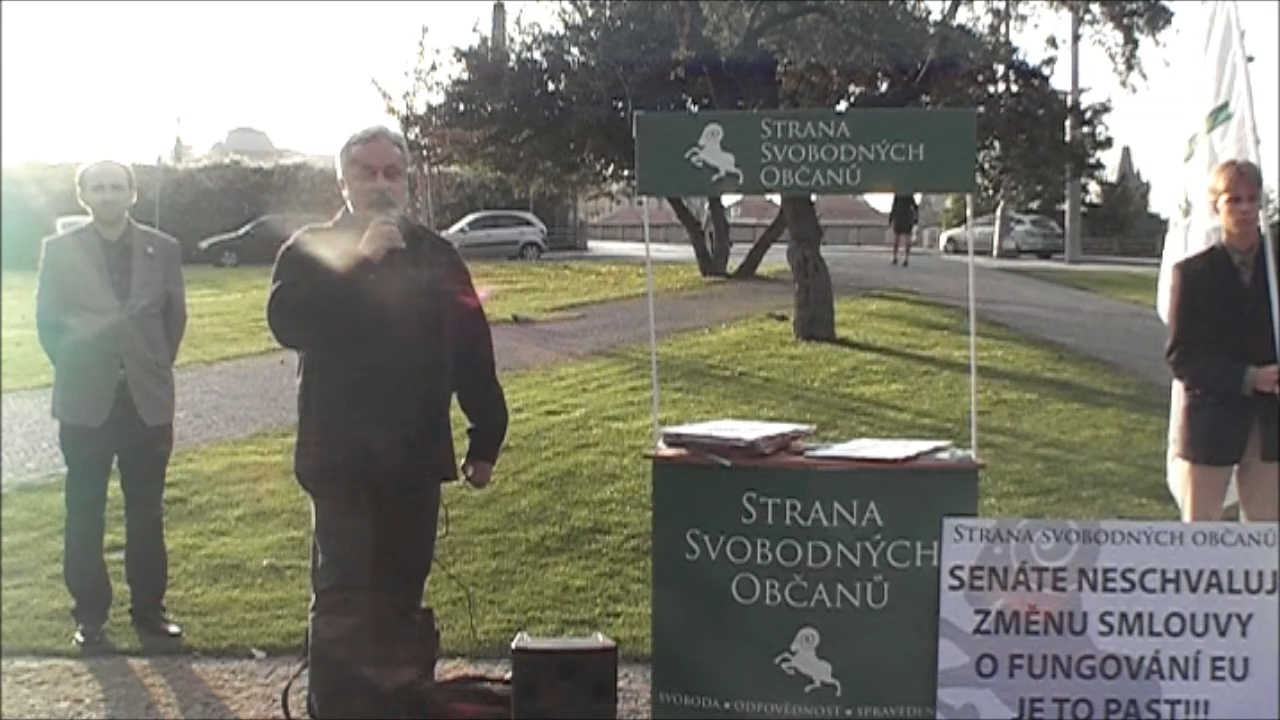 STRANA
SVOBODNÝCH
OBČANŮ
STRANA
SVOBODNÝCH
OBČANŮ
SVOBODA ▪ ODPOVĚDNOST ▪ SPRAVEDLN
STRANA SVOBODNÝCH OBČANŮ
SENÁTE NESCHVALUJ
ZMĚNU SMLOUVY
O FUNGOVÁNÍ EU
JE TO PAST!!!